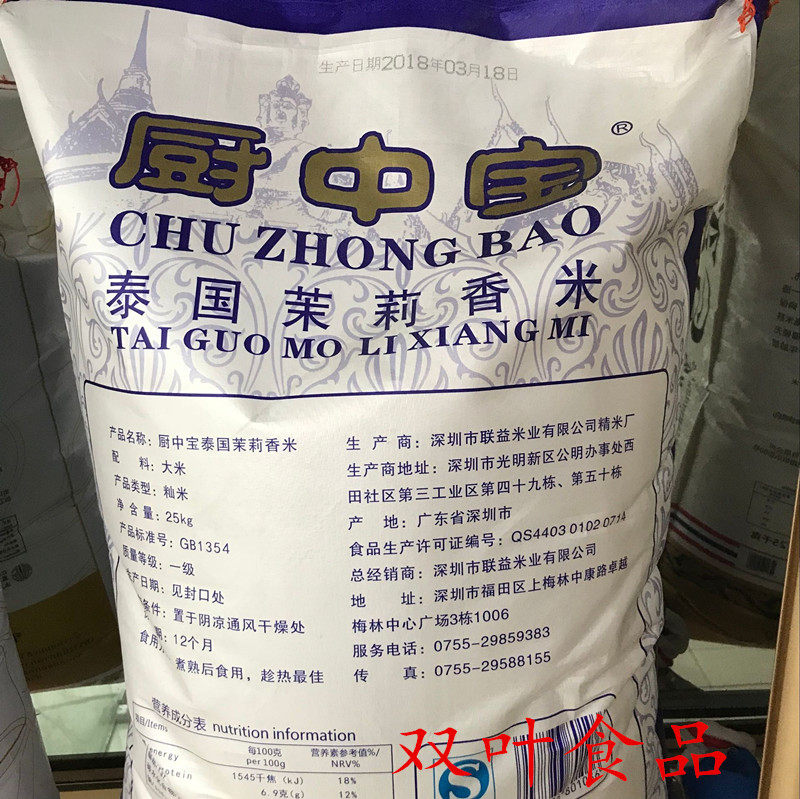 生产日期2018年03月18日
厨中宝®
CHU ZHONG BAO
泰国茉莉香米
TAI GUO MO LI XIANG MI
产品名称：厨中宝泰国茉莉香米
配 料：大米
产品类型：籼米
净 含 量：25kg
产品标准号：GB1354
质量等级：一级
生产日期：见封口处
条件：置于阴凉通风干燥处
期：12个月
食用方 煮熟后食用，趁热最佳
生 产 商：深圳市联益米业有限公司精米厂
生产商地址：深圳市光明新区公明办事处西
田社区第三工业区第四十九栋、第五十栋
产 地：广东省深圳市
食品生产许可证编号：QS4403 0102 0714
总经销商：深圳市联益米业有限公司
地 址：深圳市福田区上梅林中康路卓越
梅林中心广场3栋1006
服务电话：0755-29859383
传 真：0755-29588155
营养成分表 nutrition information
项目/Items 每100克 per 100g 营养素参考值%/ NRV%
energy 1545千焦（kJ） 18%
protein 6.9克(g) 12%
双叶食品